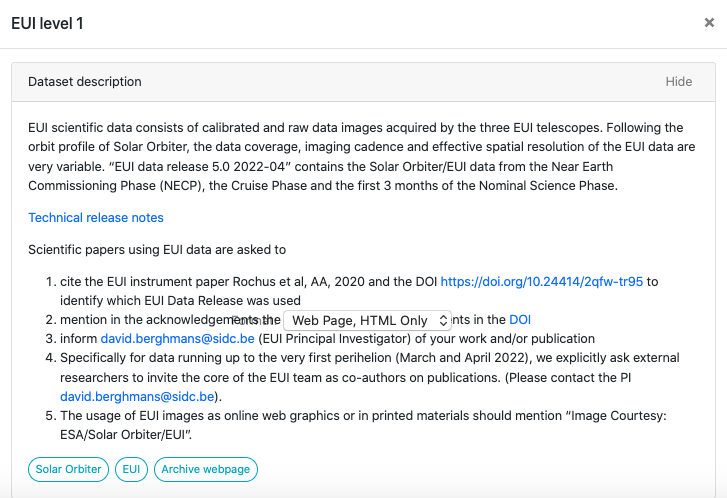 EUI level 1
×
Dataset description
Hide
EUI scientific data consists of calibrated and raw data images acquired by the three EUI telescopes. Following the
orbit profile of Solar Orbiter, the data coverage, imaging cadence and effective spatial resolution of the EUI data are
very variable. “EUI data release 5.0 2022-04” contains the Solar Orbiter/EUI data from the Near Earth
Commissioning Phase (NECP), the Cruise Phase and the first 3 months of the Nominal Science Phase.
Technical release notes
Scientific papers using EUI data are asked to
1. cite the EUI instrument paper Rochus et al, AA, 2020 and the DOI https://doi.org/10.24414/2qfw-tr95 to
identify which EUI Data Release was used
2. mention in the acknowledgements the Format: Web Page, HTML Only nts in the DOI
3. inform david.berghmans@sidc.be (EUI Principal Investigator) of your work and/or publication
4. Specifically for data running up to the very first perihelion (March and April 2022), we explicitly ask external
researchers to invite the core of the EUI team as co-authors on publications. (Please contact the PI
david.berghmans@sidc.be).
5. The usage of EUI images as online web graphics or in printed materials should mention “Image Courtesy:
ESA/Solar Orbiter/EUI”.
Solar Orbiter EUI Archive webpage